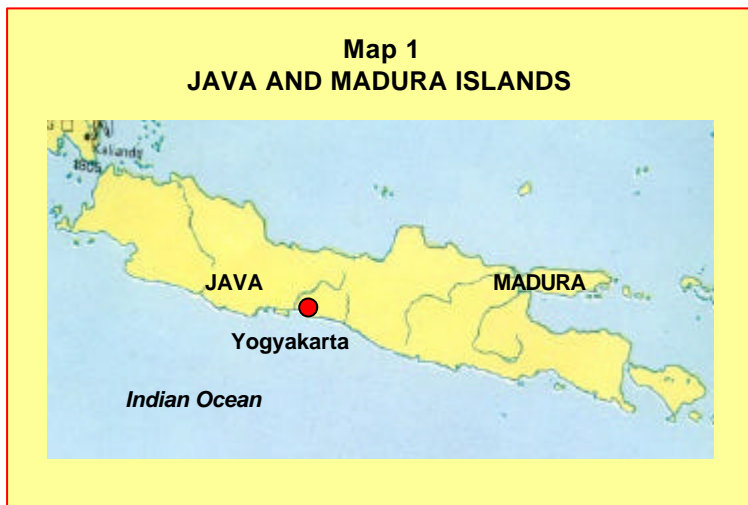 Map 1
JAVA AND MADURA ISLANDS
JAVA
MADURA
Yogyakarta
Indian Ocean